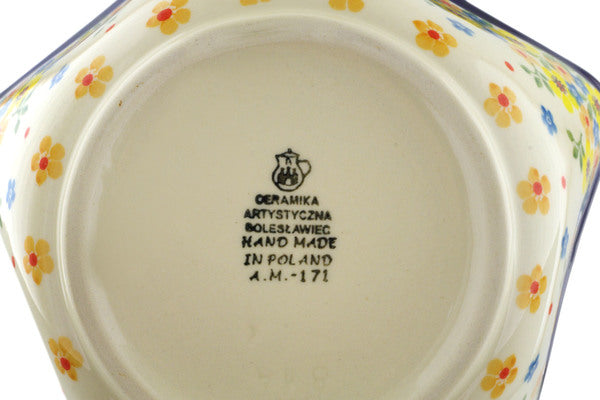 CERAMIKA
ARTYSTYCZNA
BOLESŁAWIEC
HAND MADE
IN POLAND
A.M.-171